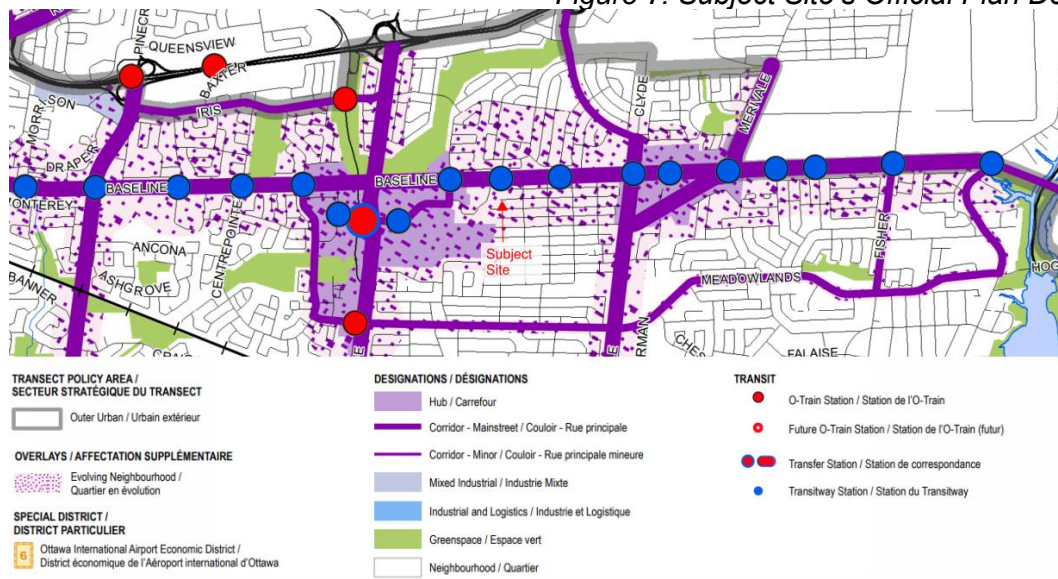 Figure 1: Subject Site's Official Plan De
PINECR
QUEENSVIEW
BAXTER
IRIS
MORR
SON
DRAPER
BASELINE
BASELINE
CLYDE
MERIVALE
MONTEREY
CENTREPOINTE
ANCONA
ASHGROVE
BANNER
Subject
Site
FISHER
MEADOWLANDS
HOG
E
E
RMAN
CHES
FALAISE
TRANSECT POLICY AREA /
SECTEUR STRATÉGIQUE DU TRANSECT
Outer Urban / Urbain extérieur
OVERLAYS / AFFECTATION SUPPLÉMENTAIRE
Evolving Neighbourhood /
Quartier en évolution
SPECIAL DISTRICT /
DISTRICT PARTICULIER
6
Ottawa International Airport Economic District /
District économique de l'Aéroport international d'Ottawa
DESIGNATIONS / DÉSIGNATIONS
Hub / Carrefour
Corridor - Mainstreet / Couloir - Rue principale
Corridor - Minor / Couloir - Rue principale mineure
Mixed Industrial / Industrie Mixte
Industrial and Logistics / Industrie et Logistique
Greenspace / Espace vert
Neighbourhood / Quartier
TRANSIT
O-Train Station / Station de l'O-Train
Future O-Train Station / Station de l'O-Train (futur)
Transfer Station / Station de correspondance
Transitway Station / Station du Transitway